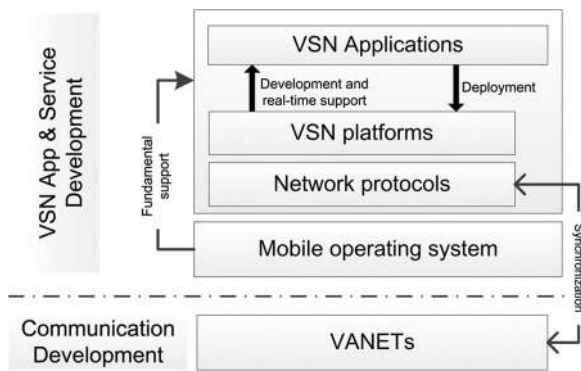 VSN App & Service
Development
VSN Applications
Development and
real-time support
Deployment
VSN platforms
Network protocols
Fundamental
support
Mobile operating system
Synchronization
Communication
Development
VANETs